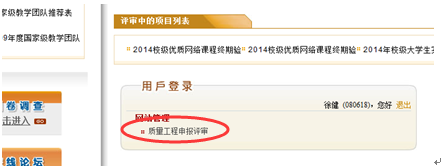 家级教学团队推荐表
9年度国家级教学团队
卷 调 查
击进入 GO
线 论 坛
评审中的项目列表
2014校级优质网络课程终期验 2014校级优质网络课程终期验 2014年校级大学生实
用戶登录
徐健 (080618)，您好 退出
网站管理
质量工程申报评审